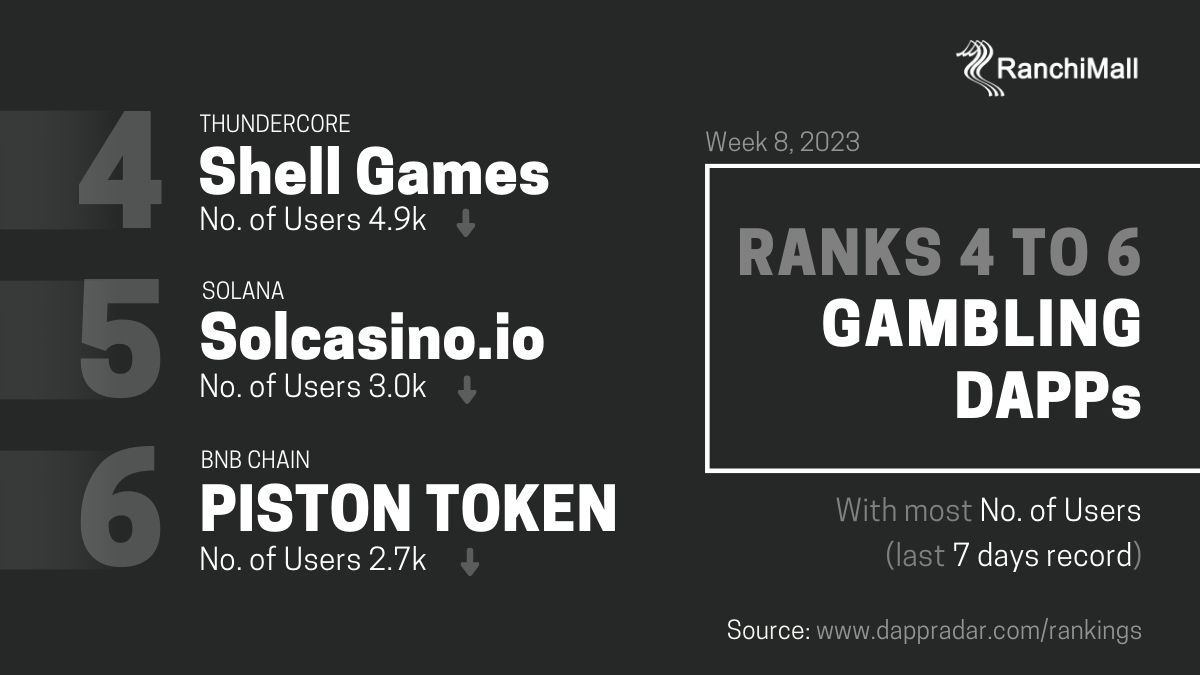 RanchiMall
4
THUNDERCORE
Shell Games
No. of Users 4.9k
5
SOLANA
Solcasino.io
No. of Users 3.0k
6
BNB CHAIN
PISTON TOKEN
No. of Users 2.7k
Week 8, 2023
RANKS 4 TO 6
GAMBLING
DAPPs
With most No. of Users
(last 7 days record)
Source: www.dappradar.com/rankings